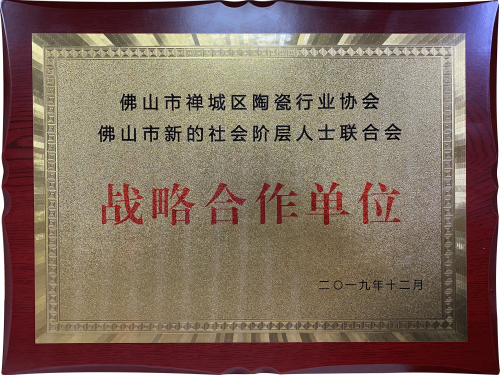 佛山市禅城区陶瓷行业协会
佛山市新的社会阶层人士联合会
战略合作单位
二〇一九年十二月